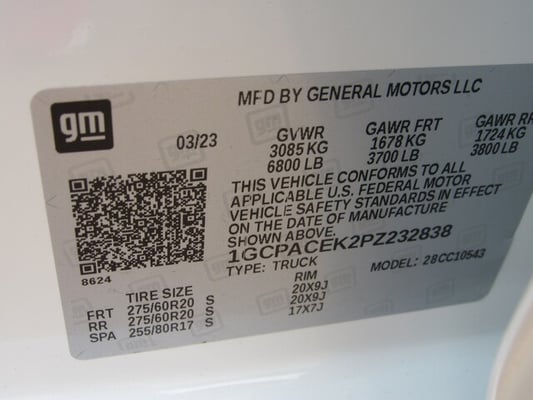 MFD BY GENERAL MOTORS LLC
gm
03/23
GVWR GAWR FRT GAWR RR
3085 KG 1678 KG 1724 KG
6800 LB 3700 LB 3800 LB
THIS VEHICLE CONFORMS TO ALL
APPLICABLE U.S. FEDERAL MOTOR
VEHICLE SAFETY STANDARDS IN EFFECT
ON THE DATE OF MANUFACTURE
SHOWN ABOVE.
1GCPACEK2PZ232838
TYPE: TRUCK MODEL: 28CC10543
8624
TIRE SIZE RIM
FRT 275/60R20 S 20X9J
RR 275/60R20 S 20X9J
SPA 255/80R17 S 17X7J